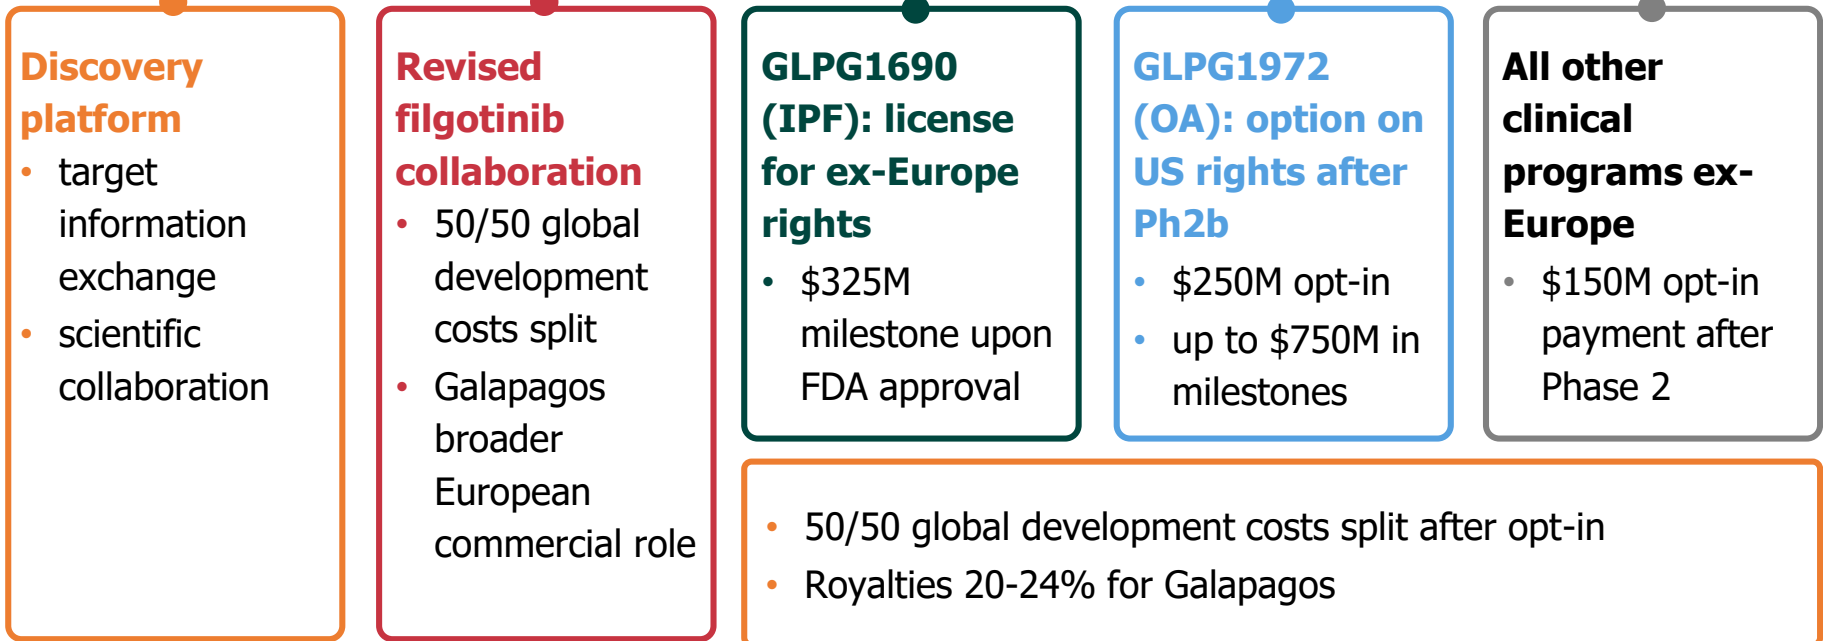 Discovery
platform
• target
information
exchange
• scientific
collaboration
Revised
filgotinib
collaboration
• 50/50 global
development
costs split
• Galapagos
broader
European
commercial role
GLPG1690
(IPF): license
for ex-Europe
rights
• $325M
milestone upon
FDA approval
GLPG1972
(OA): option on
US rights after
Ph2b
• $250M opt-in
• up to $750M in
milestones
All other
clinical
programs ex-
Europe
• $150M opt-in
payment after
Phase 2
• 50/50 global development costs split after opt-in
• Royalties 20-24% for Galapagos